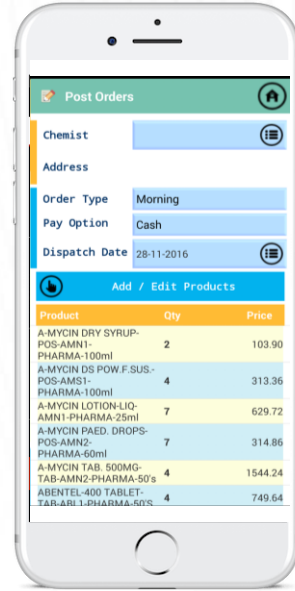 Post Orders
Chemist
Address
Order Type Morning
Pay Option Cash
Dispatch Date 28-11-2016
Add / Edit Products
Product Qty Price
A-MYCIN DRY SYRUP-
POS-AMN1- 2 103.90
PHARMA-100ml
A-MYCIN DS POW.F.SUS.-
POS-AMS1- 4 313.36
PHARMA-100ml
A-MYCIN LOTION-LIQ-
AMN1-PHARMA-25ml 7 629.72
A-MYCIN PAED. DROPS-
POS-AMN2- 7 314.86
PHARMA-60ml
A-MYCIN TAB. 500MG-
TAB-AMN2-PHARMA-50's 4 1544.24
ABENTEL-400 TABLET-
TAB-ABL1-PHARMA-50'S 4 749.64